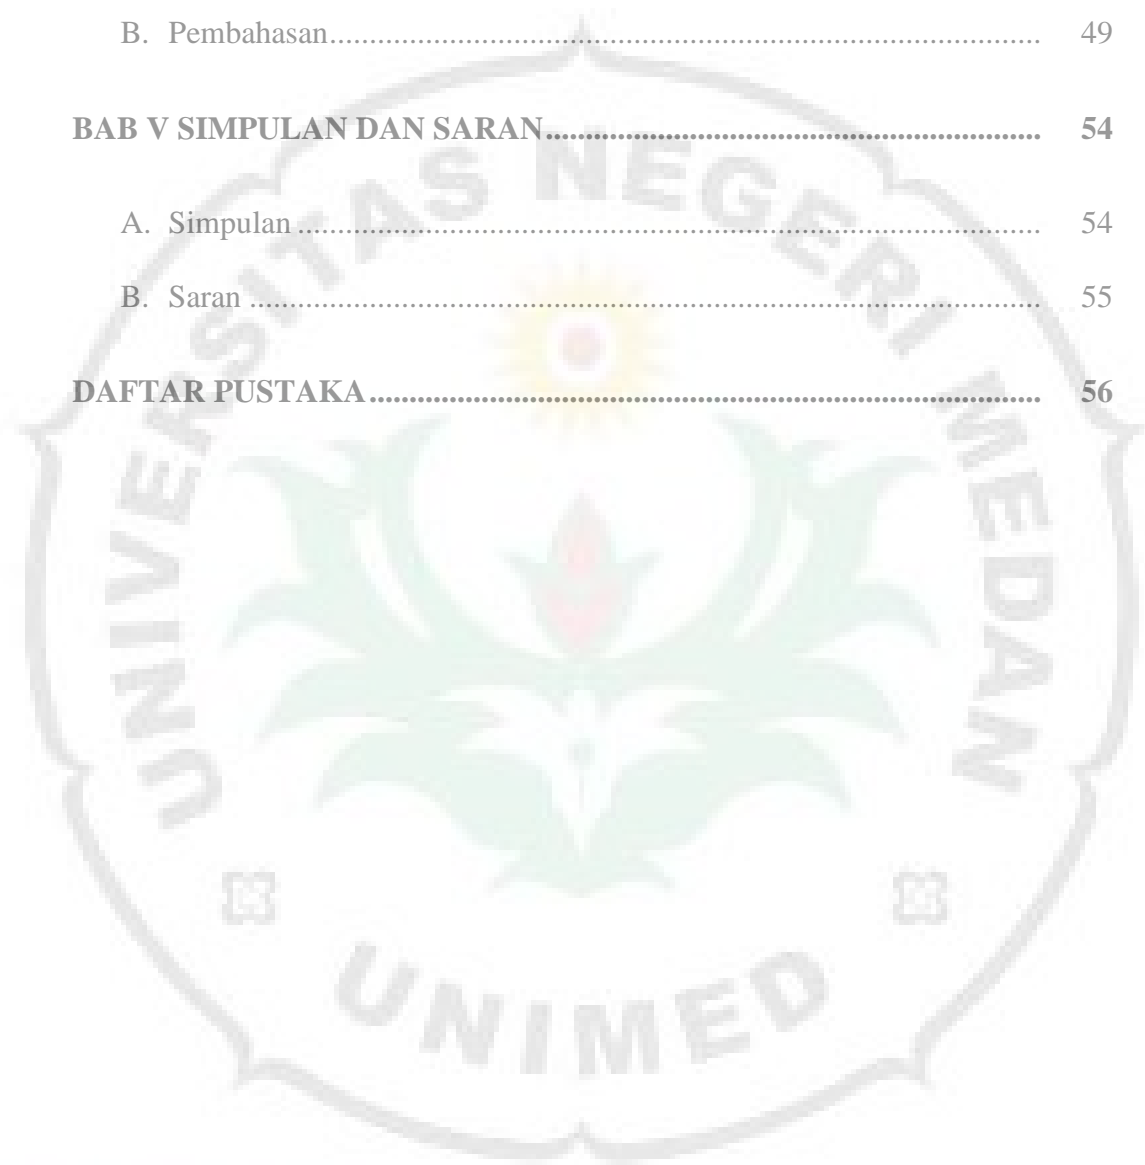 B. Pembahasan........................................................................................ 49
BAB V SIMPULAN DAN SARAN.............................................................. 54
A. Simpulan ............................................................................................ 54
B. Saran .................................................................................................. 55
DAFTAR PUSTAKA.................................................................................... 56
UNIVERSITAS NEGERI MEDAN
UNIMED